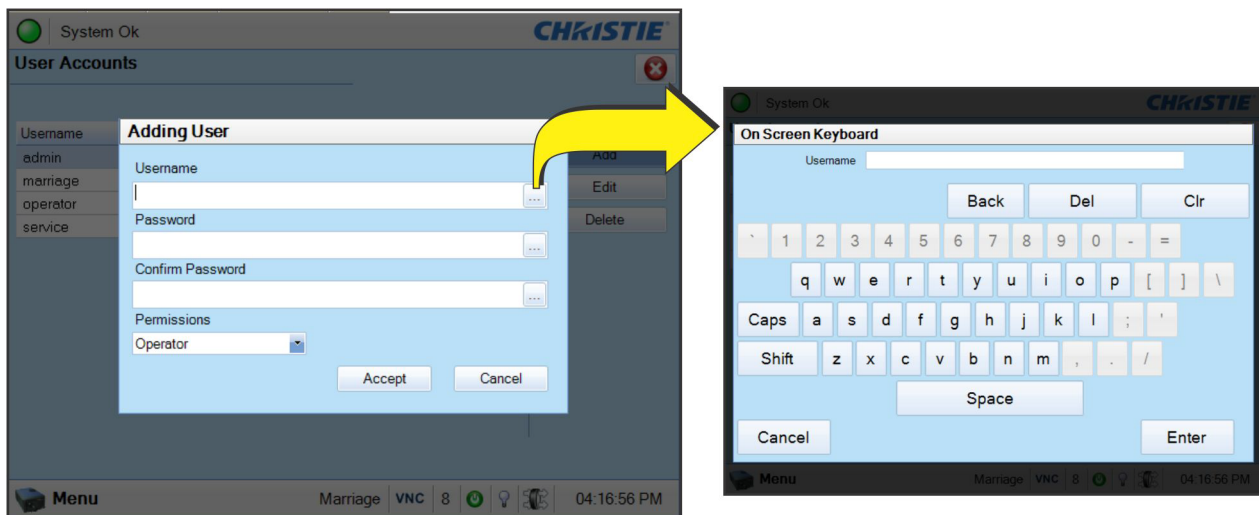 System Ok
CHRISTIE
User Accounts
Username
admin
marriage
operator
service
Adding User
Username
...
Password
...
Confirm Password
...
Permissions
Operator
Accept Cancel
Add
Edit
Delete
Menu Marriage VNC 8 04:16:56 PM
System Ok
CHRISTIE
On Screen Keyboard
Username
Back Del Clr
` 1 2 3 4 5 6 7 8 9 0 - =
q w e r t y u i o p [ ] \
Caps a s d f g h j k l ; '
Shift z x c v b n m , . /
Space
Cancel Enter
Menu Marriage VNC 8 04:16:56 PM